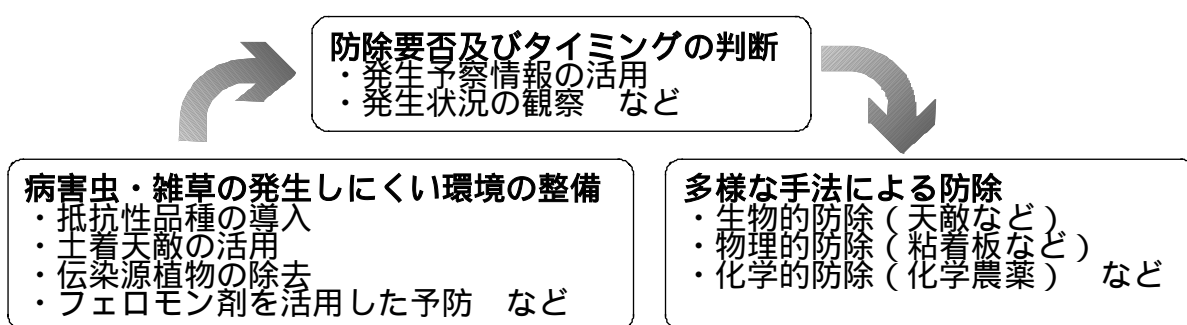 防除要否及びタイミングの判断
・発生予察情報の活用
・発生状況の観察　など
病害虫・雑草の発生しにくい環境の整備
・抵抗性品種の導入
・土着天敵の活用
・伝染源植物の除去
・フェロモン剤を活用した予防　など
多様な手法による防除
・生物的防除（天敵など）
・物理的防除（粘着板など）
・化学的防除（化学農薬）　など